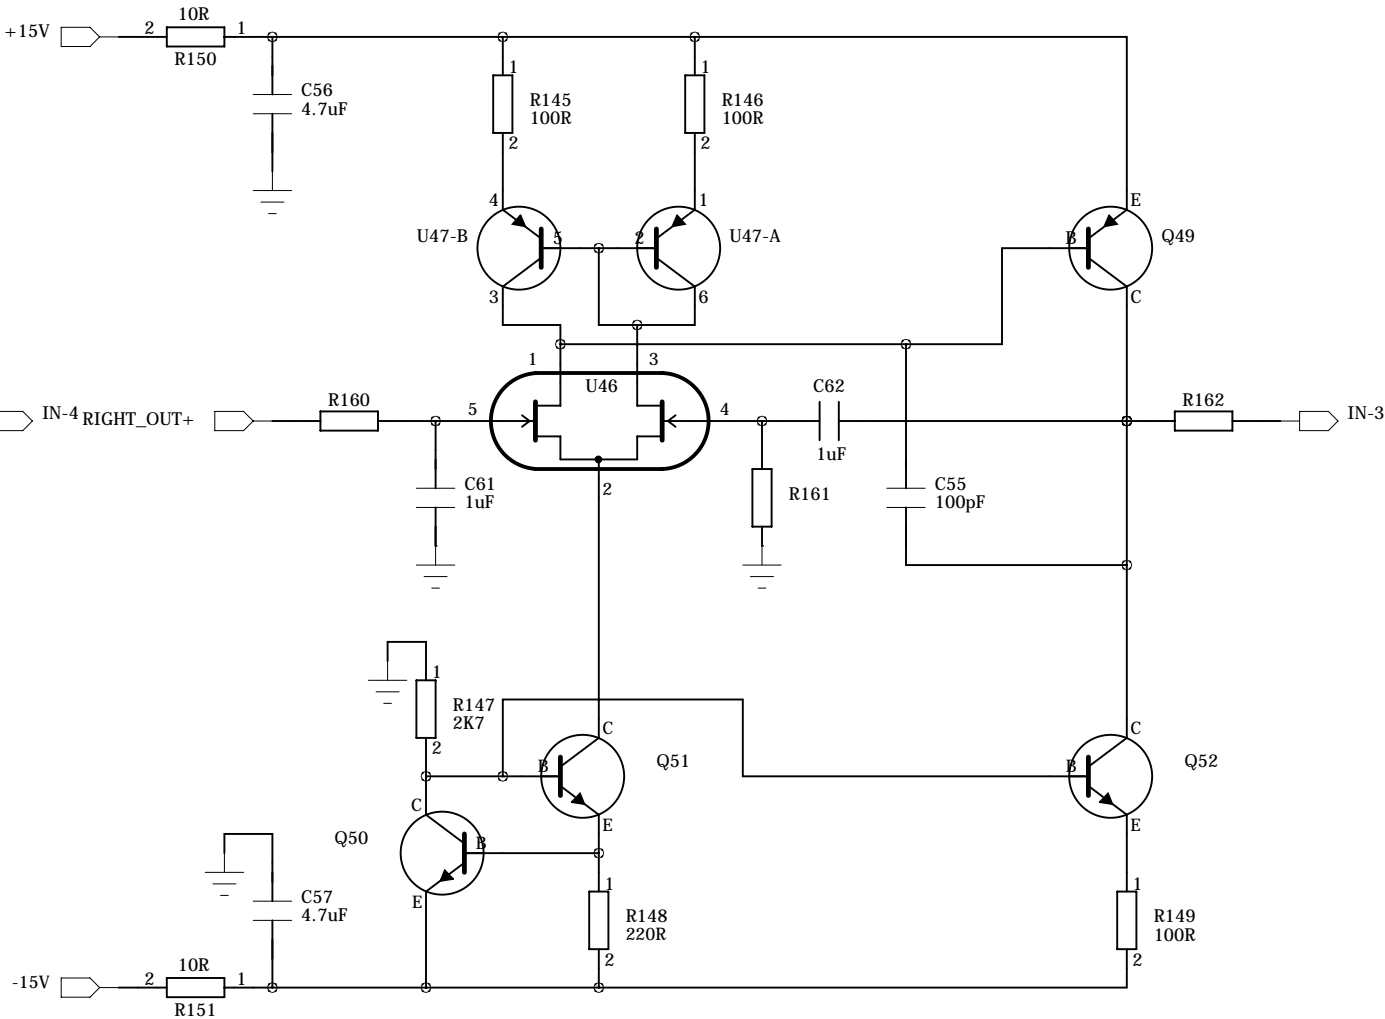 10R
+15V
2
1
R150
C56
4.7uF
1
R145
100R
2
1
R146
100R
2
4
U47-B
5
3
1
2
U47-A
6
E
B
Q49
C
1
3
U46
IN-4
RIGHT_OUT+
R160
5
4
C62
1uF
R162
IN-3
C61
1uF
2
R161
C55
100pF
1
R147
2K7
2
C
B
Q51
E
C
B
Q52
E
C
Q50
B
E
C57
4.7uF
1
R148
220R
2
1
R149
100R
2
10R
-15V
2
1
R151